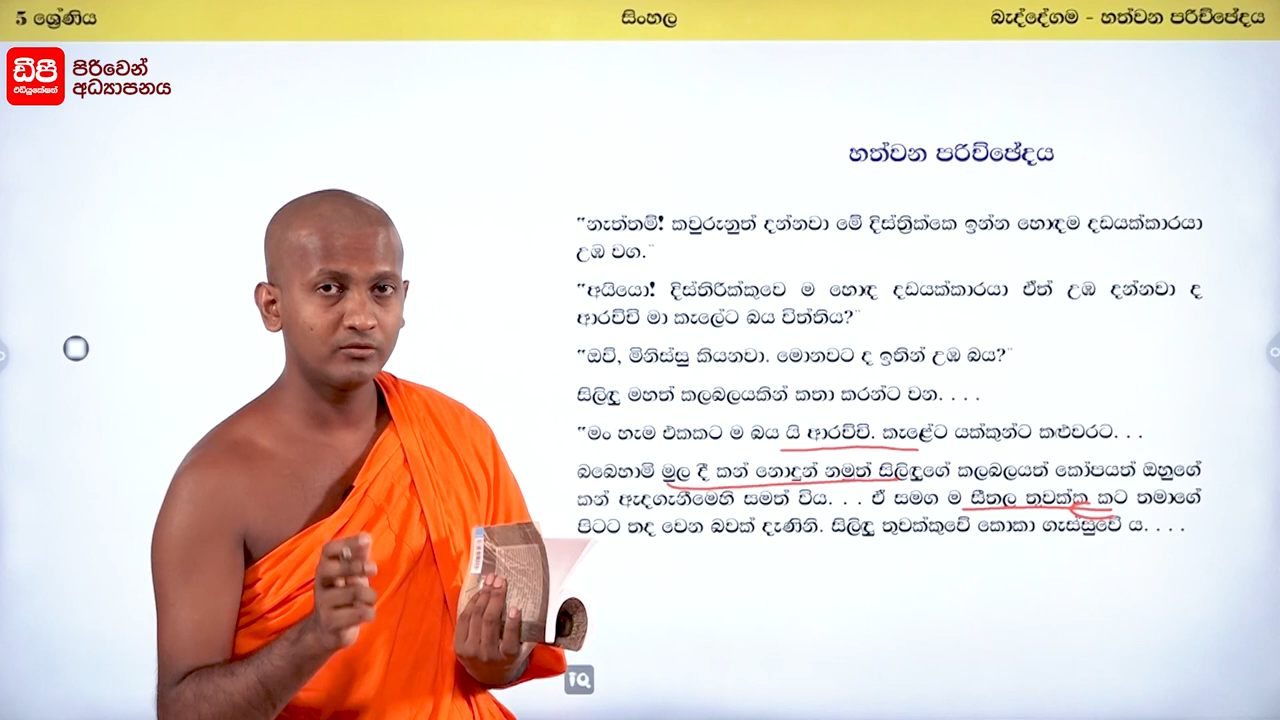 5 ශ්‍රේණිය
සිංහල
බැද්දේගම - හත්වන පරිච්ඡේදය
ඩීපී
එඩියුකේෂන්
පිරිවෙන්
අධ්‍යාපනය
හත්වන පරිච්ඡේදය
"නැත්තම්! කවුරුනුත් දන්නවා මේ දිස්ත්‍රික්කෙ ඉන්න හොඳම දඩයක්කාරයා
උඹ වග."
"අයියො! දිස්තිරික්කුවෙ ම හොඳ දඩයක්කාරයා ඒත් උඹ දන්නවා ද
ආරච්චි මා කැලේට බය විත්තිය?"
"ඔව්, මිනිස්සු කියනවා. මොනවට ද ඉතින් උඹ බය?"
සිලිඳු මහත් කලබලයකින් කතා කරන්ට වන. . . .
"මං හැම එකකට ම බය යි ආරච්චි. කැළේට යක්කුන්ට කළුවරට. . .
බබෙහාමි මුල දී කන් නොදුන් නමුත් සිලිඳුගේ කලබලයත් කෝපයත් ඔහුගේ
කන් ඇදගැනීමෙහි සමත් විය. . . ඒ සමග ම සීතල තුවක්කු කට තමාගේ
පිටට තද වෙන බවක් දැණිනි. සිලිඳු තුවක්කුවේ කොකා ගැස්සුවේ ය. . . .
IQ